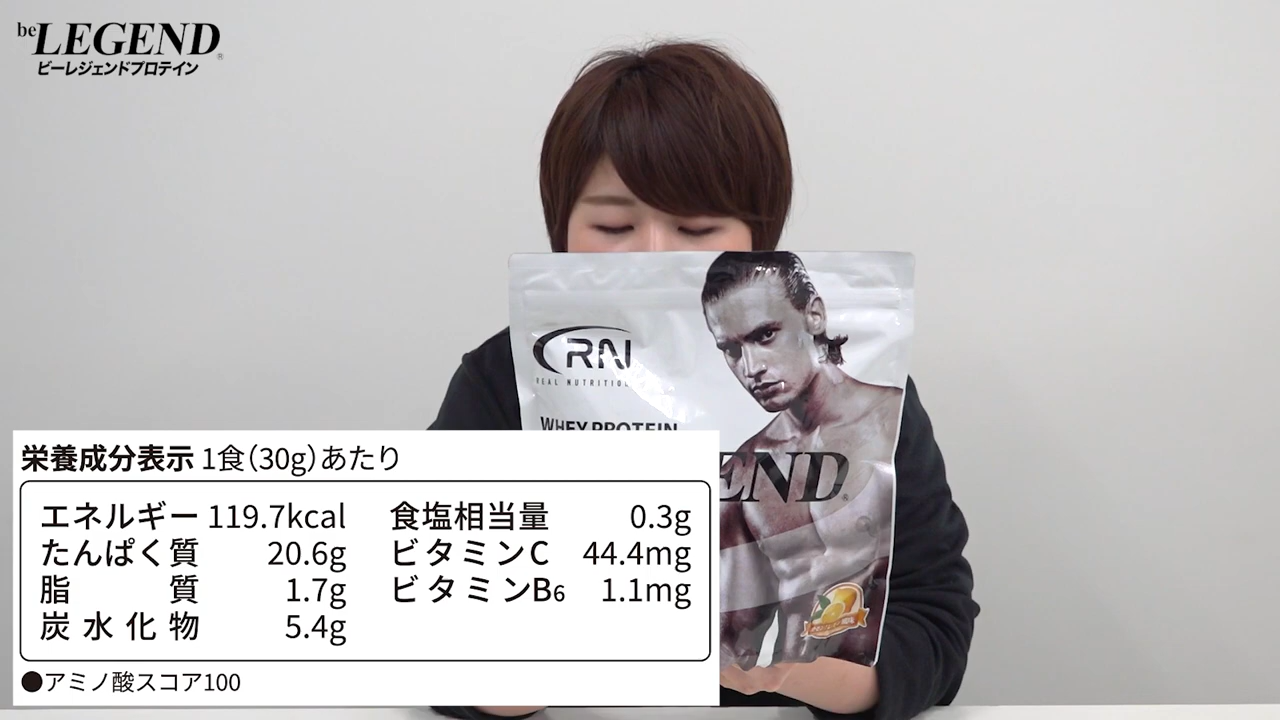 be LEGEND®
ビーレジェンドプロテイン
RN
REAL NUTRITIO
WHEY PROTEIN
END®
栄養成分表示 1食(30g)あたり
エネルギー 119.7kcal 食塩相当量 0.3g
たんぱく質 20.6g ビタミンC 44.4mg
脂質 1.7g ビタミンB6 1.1mg
炭水化物 5.4g
●アミノ酸スコア100